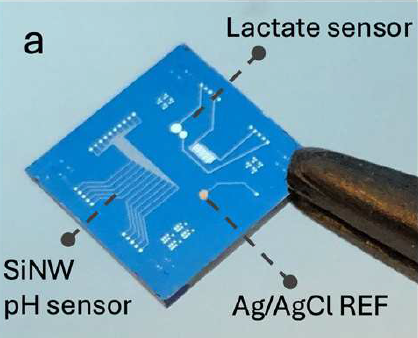 a
Lactate sensor
SiNW
pH sensor
Ag/AgCl REF